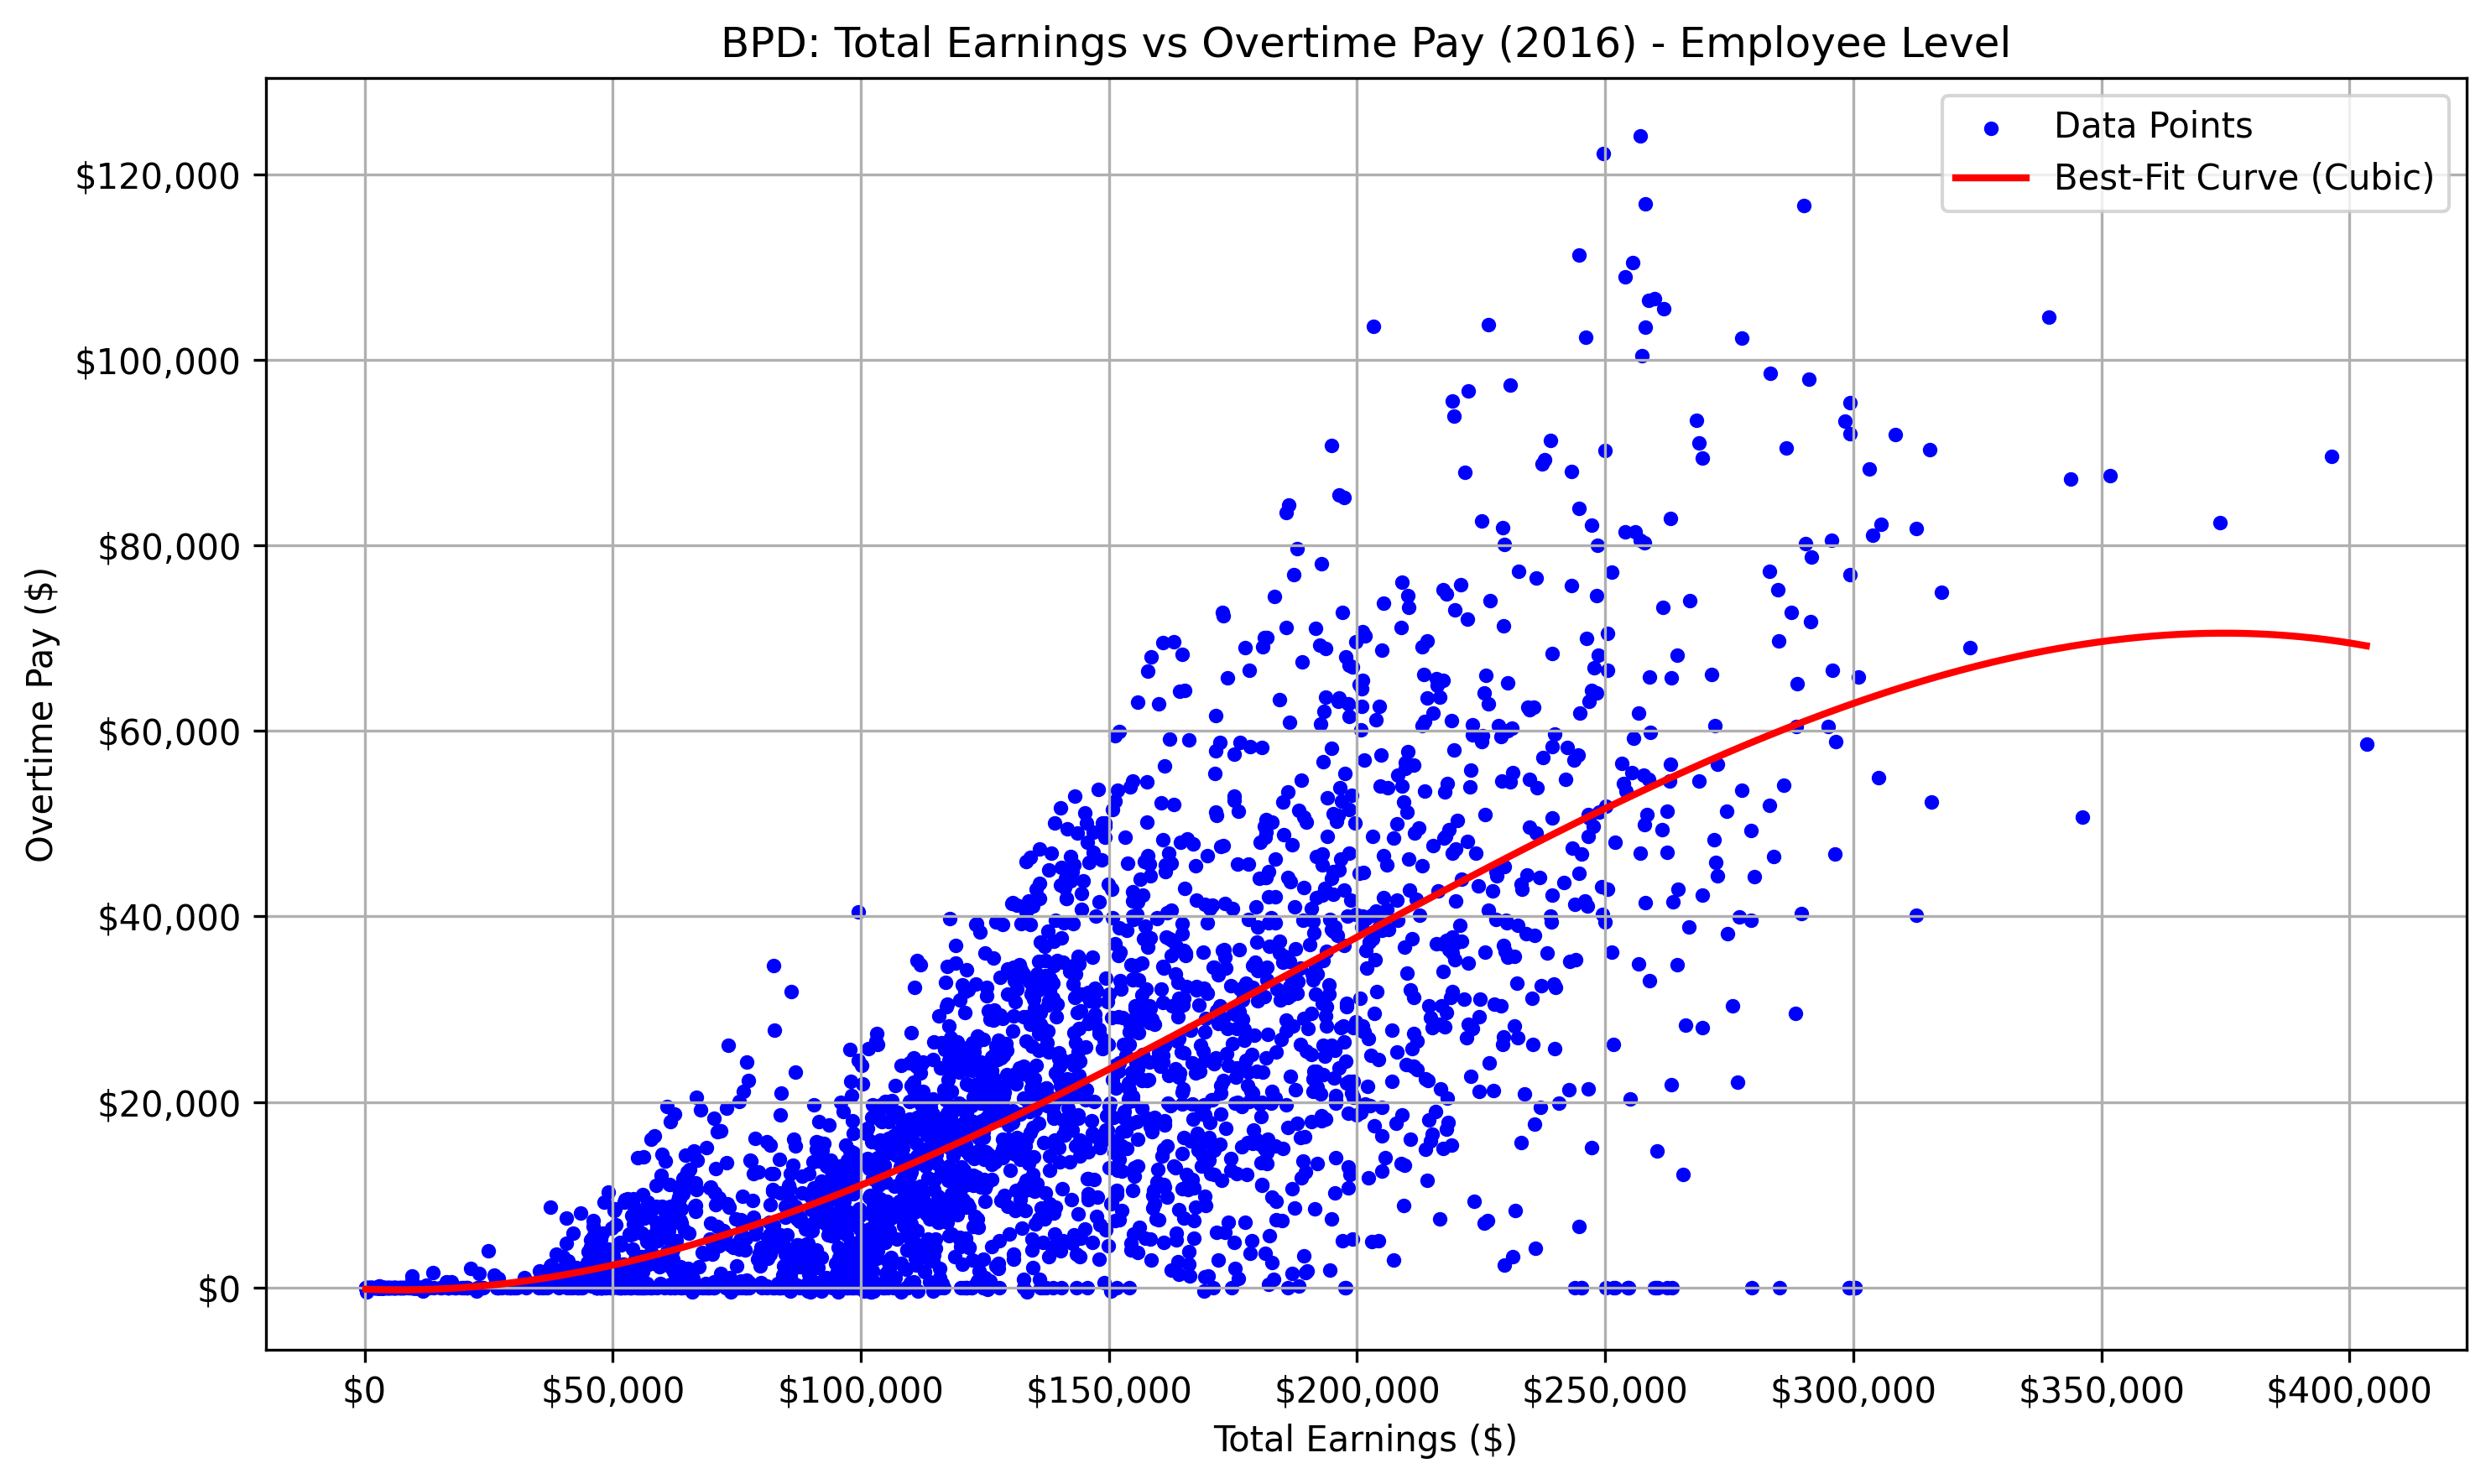 BPD: Total Earnings vs Overtime Pay (2016) - Employee Level
Data Points
Best-Fit Curve (Cubic)
Overtime Pay ($)
$120,000
$100,000
$80,000
$60,000
$40,000
$20,000
$0
$0 $50,000 $100,000 $150,000 $200,000 $250,000 $300,000 $350,000 $400,000
Total Earnings ($)